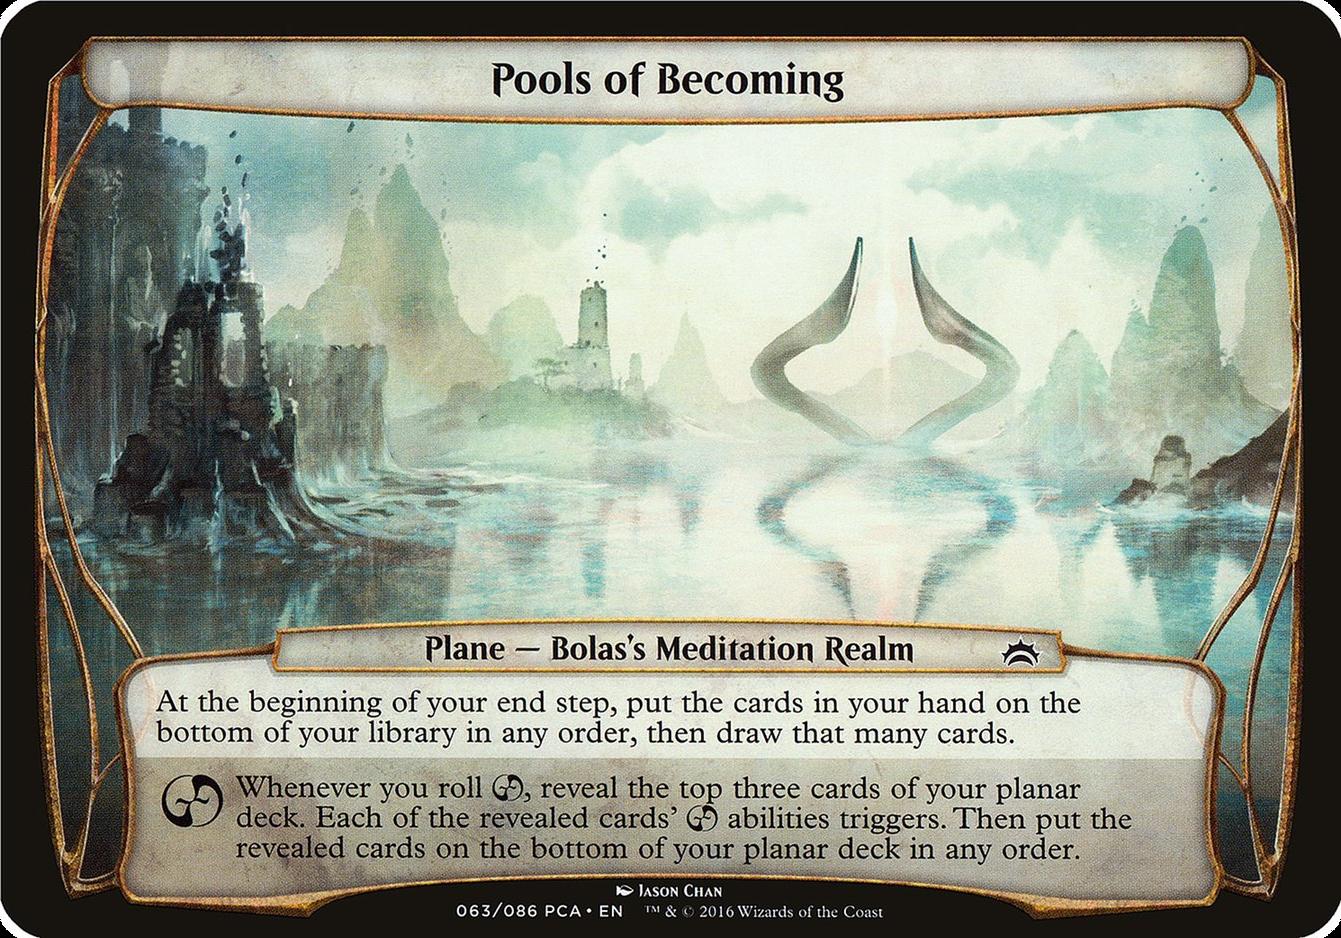 Pools of Becoming
Plane — Bolas's Meditation Realm
At the beginning of your end step, put the cards in your hand on the
bottom of your library in any order, then draw that many cards.
Whenever you roll , reveal the top three cards of your planar
deck. Each of the revealed cards' abilities triggers. Then put the
revealed cards on the bottom of your planar deck in any order.
Jason Chan
063/086 PCA • EN ™ & © 2016 Wizards of the Coast